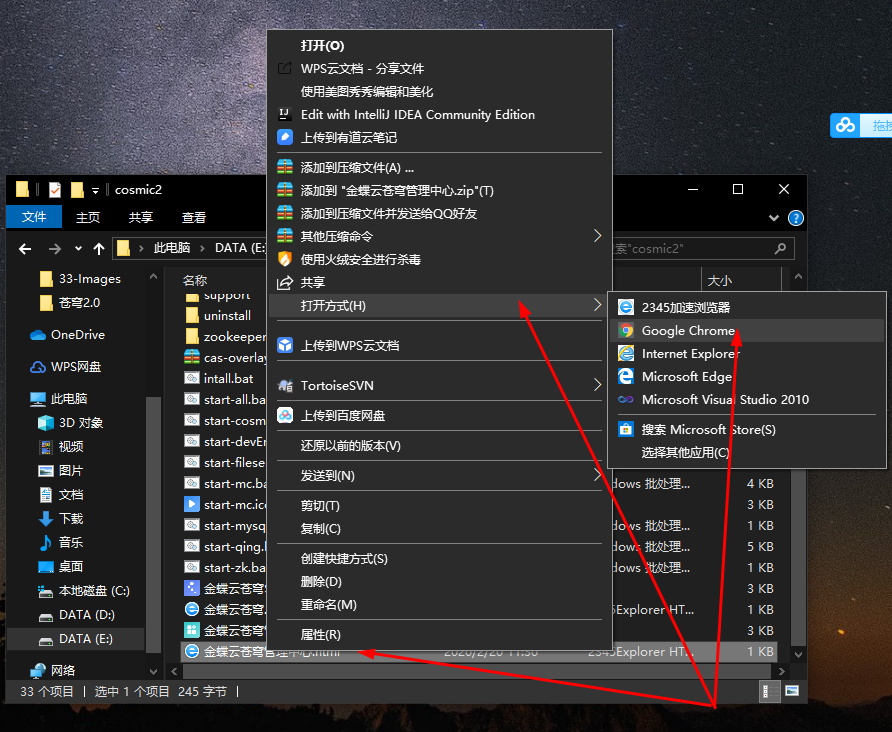 打开(O)
WPS云文档 - 分享文件
使用美图秀秀编辑和美化
Edit with IntelliJ IDEA Community Edition
上传到有道云笔记
添加到压缩文件(A) ...
添加到 "金蝶云苍穹管理中心.zip"(T)
添加到压缩文件并发送给QQ好友
其他压缩命令
使用火绒安全进行杀毒
共享
打开方式(H)
上传到WPS云文档
TortoiseSVN
上传到百度网盘
还原以前的版本(V)
发送到(N)
剪切(T)
复制(C)
创建快捷方式(S)
删除(D)
重命名(M)
属性(R)
2345加速浏览器
Google Chrome
Internet Explorer
Microsoft Edge
Microsoft Visual Studio 2010
搜索 Microsoft Store(S)
选择其他应用(C)
拖拽
cosmic2
文件 主页 共享 查看
此电脑 DATA (E:
索"cosmic2"
33-Images
苍穹2.0
OneDrive
WPS网盘
此电脑
3D 对象
视频
图片
文档
下载
音乐
桌面
本地磁盘 (C:)
DATA (D:)
DATA (E:)
网络
名称 大小
support
uninstall
zookeeper
cas-overlay
intall.bat
start-all.ba
start-cosm
start-devEn
start-filese
start-mc.ba dows 批处理... 4 KB
start-mc.ico 3 KB
start-mysq dows 批处理... 1 KB
start-qing.l dows 批处理... 5 KB
start-zk.ba dows 批处理... 1 KB
金蝶云苍穹 3 KB
金蝶云苍穹 5Explorer HT... 1 KB
金蝶云苍穹 3 KB
金蝶云苍穹管理中心.html 2020/2/20 11:30 2345Explorer HT... 1 KB
33 个项目 选中 1 个项目 245 字节